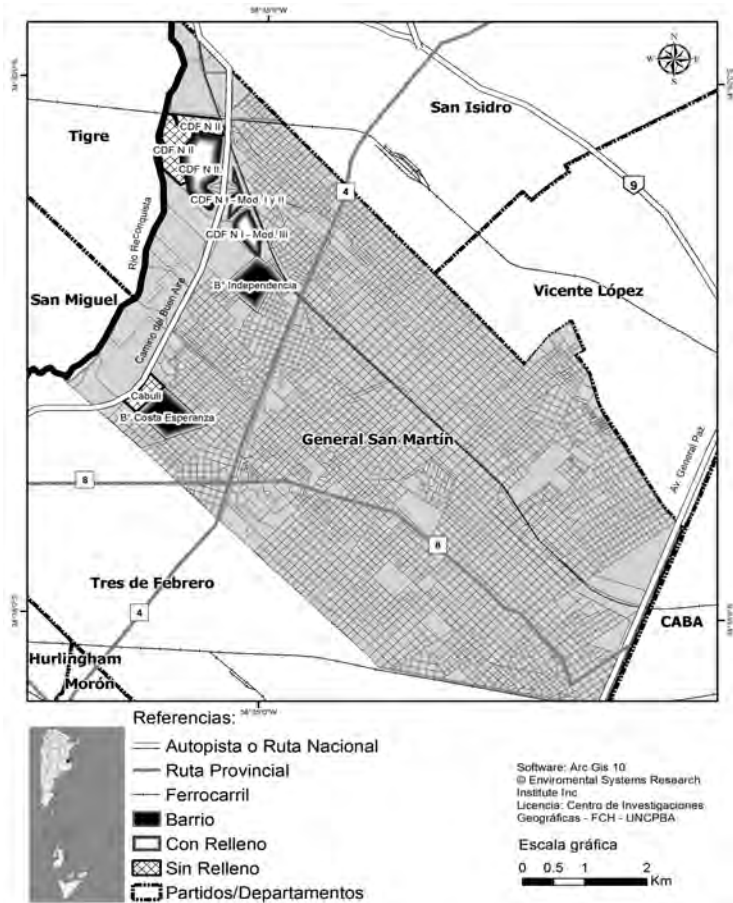 N
W E
S
San Isidro
Tigre
CDF N II
CDF N II
CDF N II
4
9
CDF N I - Mod. I y II
CDF N I - Mod. III
Río Reconquista
B° Independencia
San Miguel
Vicente López
Camino del Buen Aire
Cabuli
B° Costa Esperanza
General San Martín
Av. General Paz
8
8
Tres de Febrero
4
CABA
Hurlingham
Morón
Referencias:
Autopista o Ruta Nacional
Ruta Provincial
Ferrocarril
Barrio
Con Relleno
Sin Relleno
Partidos/Departamentos
Software: Arc Gis 10
© Enviromental Systems Research
Institute Inc
Licencia: Centro de Investigaciones
Geográficas - FCH - UNCPBA
Escala gráfica
0 0.5 1 2
Km